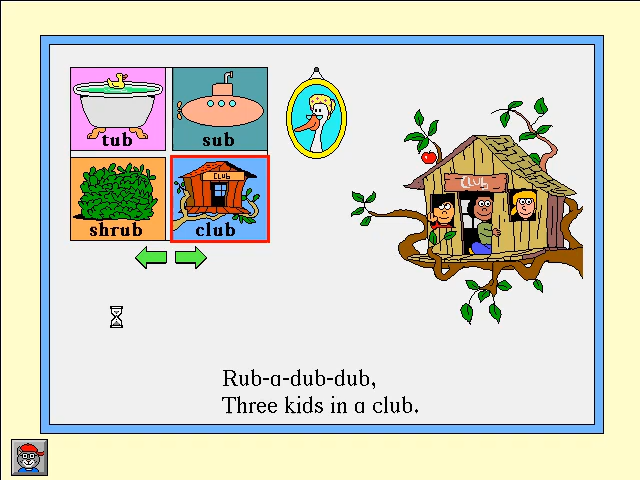 tub
sub
Club
shrub
club
Club
Rub-a-dub-dub,
Three kids in a club.